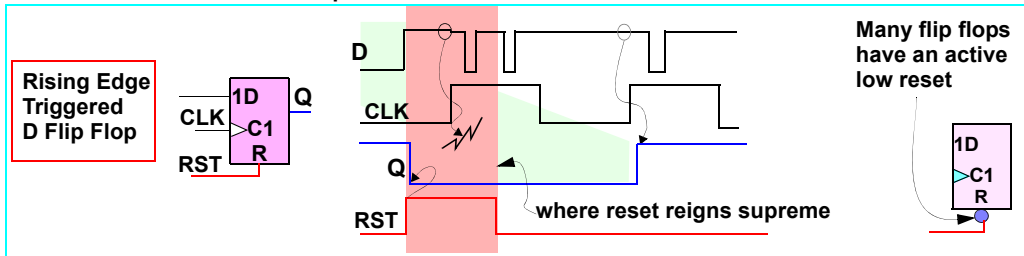 Rising Edge
Triggered
D Flip Flop
1D
Q
CLK
C1
R
RST
D
CLK
Q
where reset reigns supreme
RST
Many flip flops
have an active
low reset
1D
C1
R